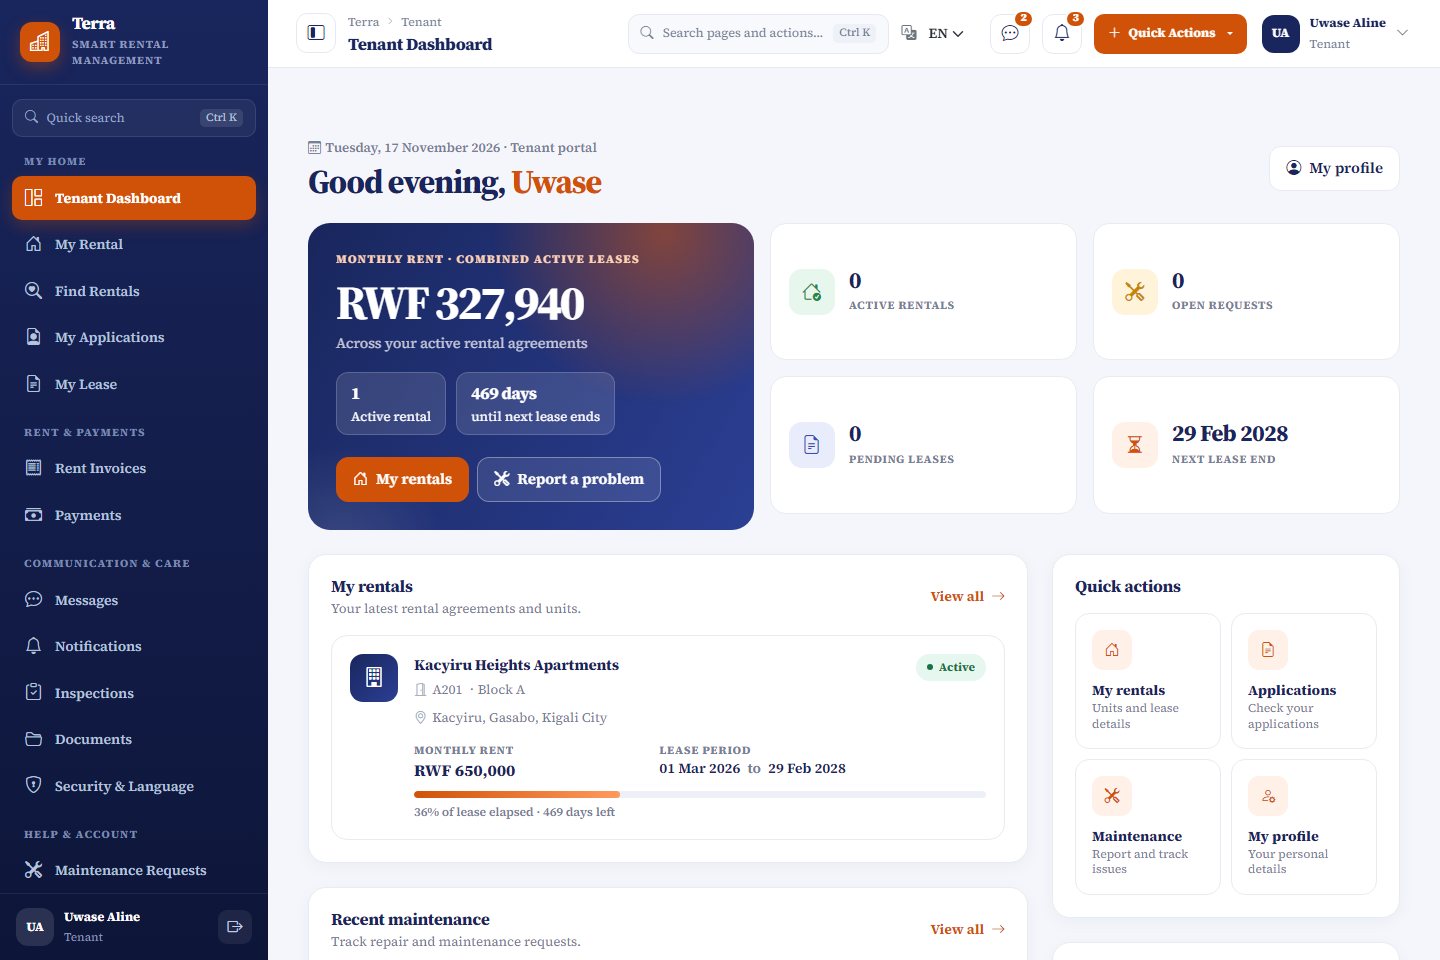 Terra
SMART RENTAL
MANAGEMENT
Quick search
Ctrl K
MY HOME
Tenant Dashboard
My Rental
Find Rentals
My Applications
My Lease
RENT & PAYMENTS
Rent Invoices
Payments
COMMUNICATION & CARE
Messages
Notifications
Inspections
Documents
Security & Language
HELP & ACCOUNT
Maintenance Requests
UA
Uwase Aline
Tenant
Terra > Tenant
Tenant Dashboard
Search pages and actions... Ctrl K
EN
2
3
+ Quick Actions
UA
Uwase Aline
Tenant
Tuesday, 17 November 2026 · Tenant portal
Good evening, Uwase
My profile
MONTHLY RENT · COMBINED ACTIVE LEASES
RWF 327,940
Across your active rental agreements
1
Active rental
469 days
until next lease ends
My rentals
Report a problem
0
ACTIVE RENTALS
0
OPEN REQUESTS
0
PENDING LEASES
29 Feb 2028
NEXT LEASE END
My rentals
Your latest rental agreements and units.
View all →
Kacyiru Heights Apartments
A201 · Block A
Kacyiru, Gasabo, Kigali City
Active
MONTHLY RENT
RWF 650,000
LEASE PERIOD
01 Mar 2026 to 29 Feb 2028
36% of lease elapsed · 469 days left
Recent maintenance
Track repair and maintenance requests.
View all →
Quick actions
My rentals
Units and lease
details
Applications
Check your
applications
Maintenance
Report and track
issues
My profile
Your personal
details